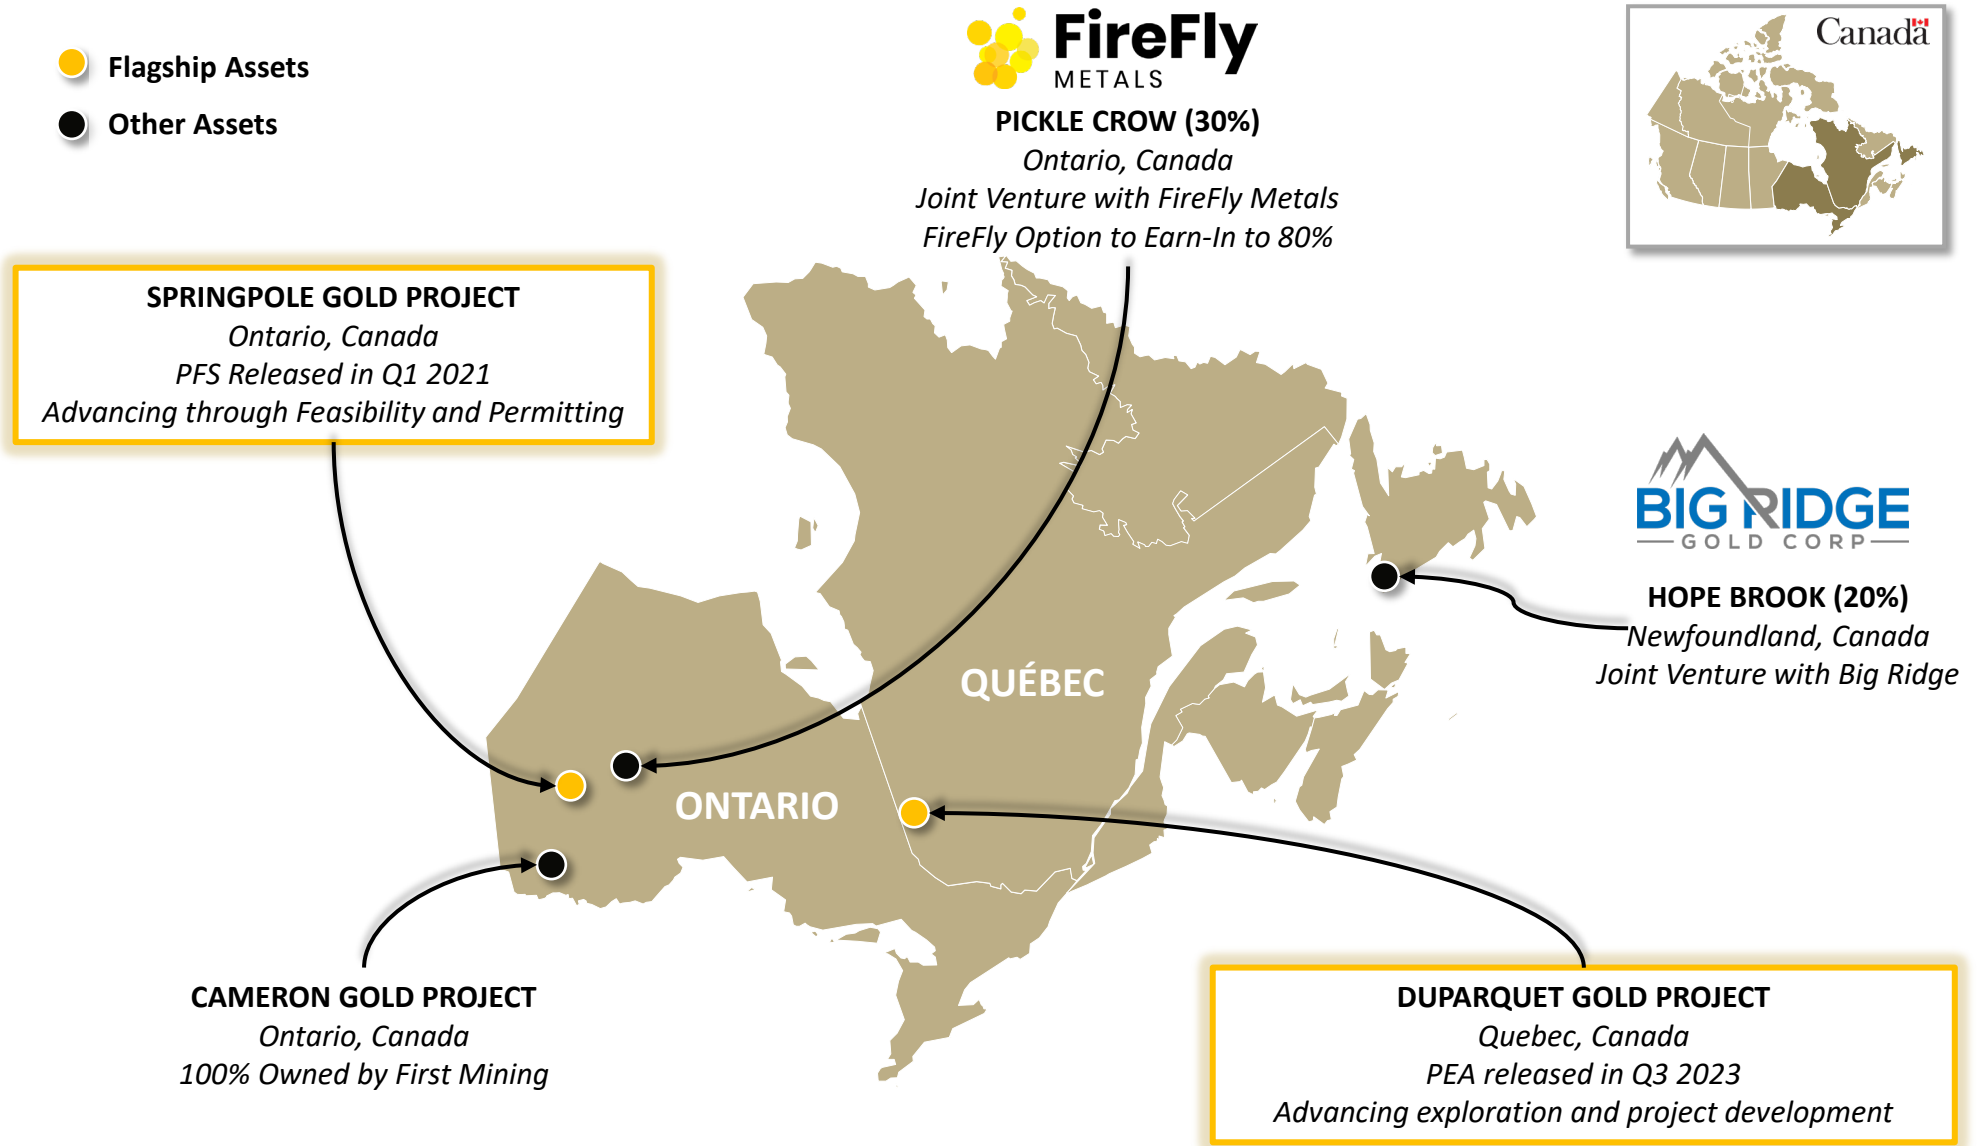 Flagship Assets
Other Assets
FireFly
METALS
PICKLE CROW (30%)
Ontario, Canada
Joint Venture with FireFly Metals
FireFly Option to Earn-In to 80%
Canada
SPRINGPOLE GOLD PROJECT
Ontario, Canada
PFS Released in Q1 2021
Advancing through Feasibility and Permitting
BIG RIDGE
GOLD CORP
HOPE BROOK (20%)
Newfoundland, Canada
Joint Venture with Big Ridge
QUÉBEC
ONTARIO
CAMERON GOLD PROJECT
Ontario, Canada
100% Owned by First Mining
DUPARQUET GOLD PROJECT
Quebec, Canada
PEA released in Q3 2023
Advancing exploration and project development